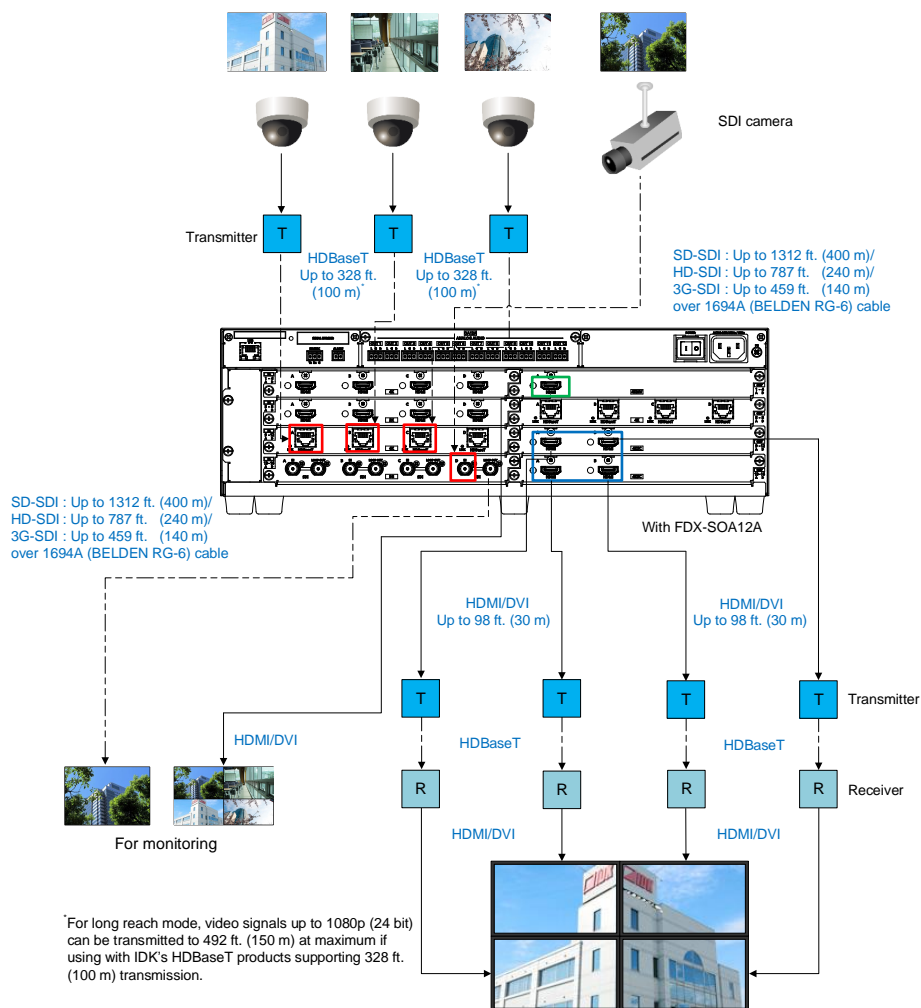 SDI camera
Transmitter
T
T
T
HDBaseT
Up to 328 ft.
(100 m)*
HDBaseT
Up to 328 ft.
(100 m)*
SD-SDI : Up to 1312 ft. (400 m)/
HD-SDI : Up to 787 ft. (240 m)/
3G-SDI : Up to 459 ft. (140 m)
over 1694A (BELDEN RG-6) cable
SD-SDI : Up to 1312 ft. (400 m)/
HD-SDI : Up to 787 ft. (240 m)/
3G-SDI : Up to 459 ft. (140 m)
over 1694A (BELDEN RG-6) cable
With FDX-SOA12A
HDMI/DVI
Up to 98 ft. (30 m)
HDMI/DVI
Up to 98 ft. (30 m)
T
T
T
T
Transmitter
HDMI/DVI
HDBaseT
HDBaseT
R
R
R
R
Receiver
For monitoring
HDMI/DVI
HDMI/DVI
*For long reach mode, video signals up to 1080p (24 bit)
can be transmitted to 492 ft. (150 m) at maximum if
using with IDK's HDBaseT products supporting 328 ft.
(100 m) transmission.